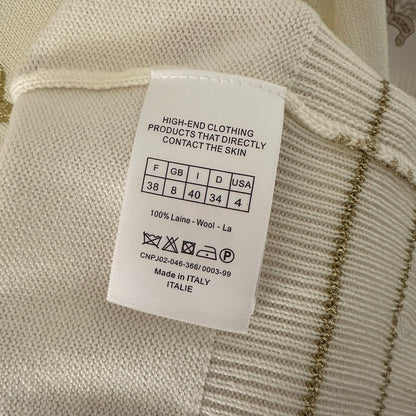 HIGH-END CLOTHING
PRODUCTS THAT DIRECTLY
CONTACT THE SKIN
F GB I D USA
38 8 40 34 4
100% Laine - Wool - La
P
CNPJ02-046-366/ 0003-99
Made in ITALY
ITALIE